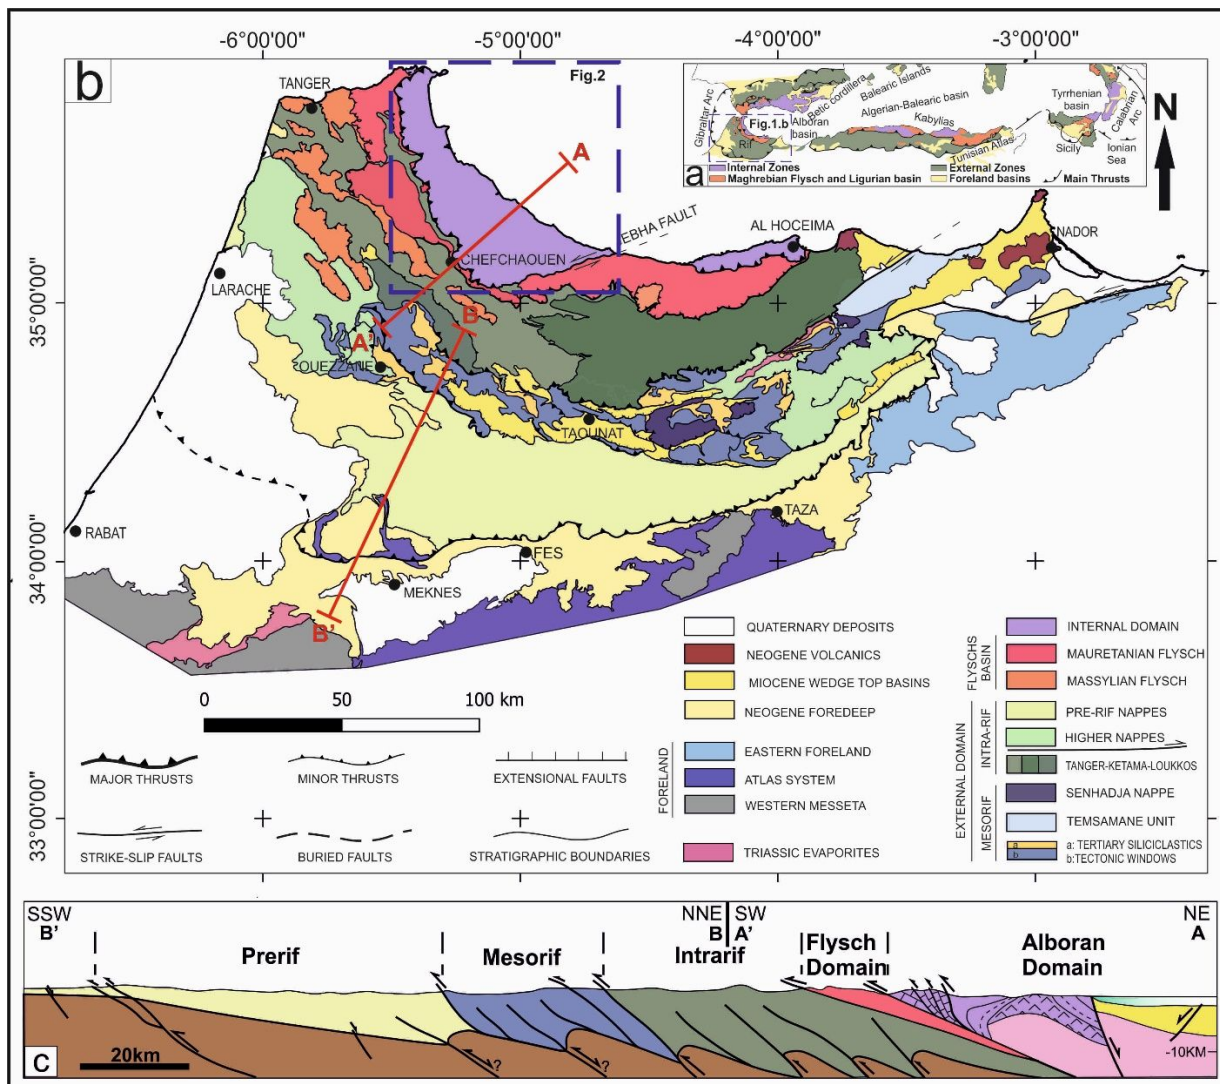 -6°00'00"
-5°00'00"
-4°00'00"
-3°00'00"
b
TANGER
Fig.2
A
EBHA FAULT
AL HOCEIMA
NADOR
CHEFCHAOUEN
LARACHE
35°00'00"
B
A'
OUEZZANE
TAOUNAT
TAZA
RABAT
FES
34°00'00"
MEKNES
B'
33°00'00"
Gibraltar Arc
Betic cordillera
Balearic Islands
Algerian-Balearic basin
Tyrrhenian
basin
Calabrian
Arc
Fig.1.b
Alboran
basin
Kabylias
Rif
Tunisian Atlas
Sicily
Ionian
Sea
a
Internal Zones
External Zones
Maghrebian Flysch and Ligurian basin
Foreland basins
Main Thrusts
N
0 50 100 km
MAJOR THRUSTS
MINOR THRUSTS
EXTENSIONAL FAULTS
STRIKE-SLIP FAULTS
BURIED FAULTS
STRATIGRAPHIC BOUNDARIES
QUATERNARY DEPOSITS
NEOGENE VOLCANICS
MIOCENE WEDGE TOP BASINS
NEOGENE FOREDEEP
FORELAND
EASTERN FORELAND
ATLAS SYSTEM
WESTERN MESSETA
TRIASSIC EVAPORITES
FLYSCHS
BASIN
INTERNAL DOMAIN
MAURETANIAN FLYSCH
MASSYLIAN FLYSCH
EXTERNAL DOMAIN
INTRA-RIF
PRE-RIF NAPPES
HIGHER NAPPES
TANGER-KETAMA-LOUKKOS
MESORIF
SENHADJA NAPPE
TEMSAMANE UNIT
a a: TERTIARY SILICICLASTICS
b b:TECTONIC WINDOWS
SSW
B'
NNE SW
B A'
NE
A
Prerif
Mesorif
Intrarif
Flysch
Domain
Alboran
Domain
?
?
-10KM
c
20km